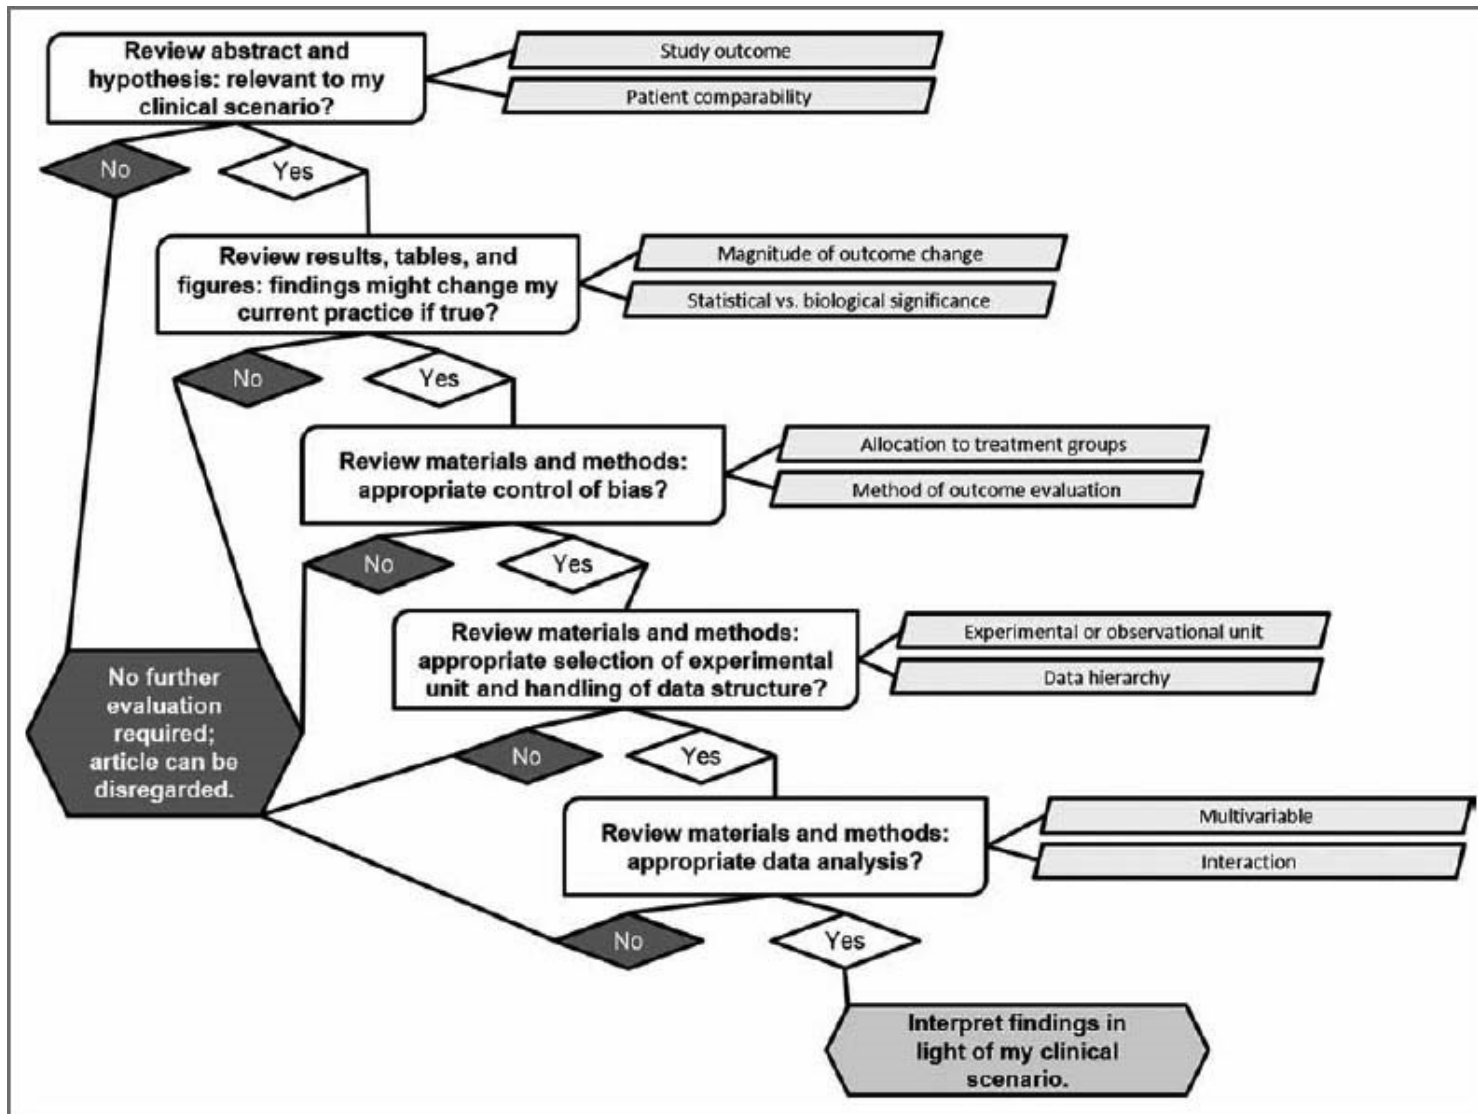 Review abstract and
hypothesis: relevant to my
clinical scenario?
Study outcome
Patient comparability
No
Yes
Review results, tables, and
figures: findings might change my
current practice if true?
Magnitude of outcome change
Statistical vs. biological significance
No
Yes
Review materials and methods:
appropriate control of bias?
Allocation to treatment groups
Method of outcome evaluation
No
Yes
Review materials and methods:
appropriate selection of experimental
unit and handling of data structure?
Experimental or observational unit
Data hierarchy
No further
evaluation
required;
article can be
disregarded.
No
Yes
Review materials and methods:
appropriate data analysis?
Multivariable
Interaction
No
Yes
Interpret findings in
light of my clinical
scenario.